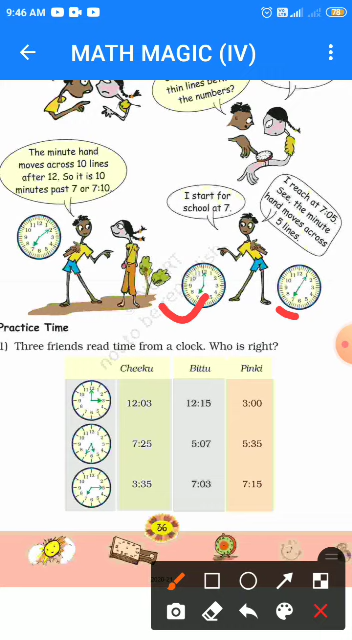 9:46 AM
78
MATH MAGIC (IV)
thin lines
the numbers?
The minute hand
moves across 10 lines
after 12. So it is 10
minutes past 7 or 7:10.
I start for
school at 7.
I reach at 7:05.
See, the minute
hand moves across
5 lines.
Practice Time
1) Three friends read time from a clock. Who is right?
Cheeku Bittu Pinki
12:03 12:15 3:00
7:25 5:07 5:35
3:35 7:03 7:15
36